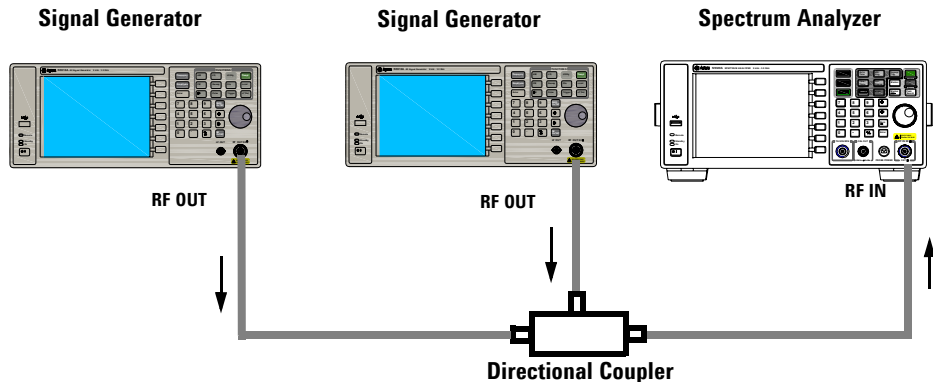 Signal Generator
Signal Generator
Spectrum Analyzer
RF OUT
RF OUT
RF IN
Directional Coupler